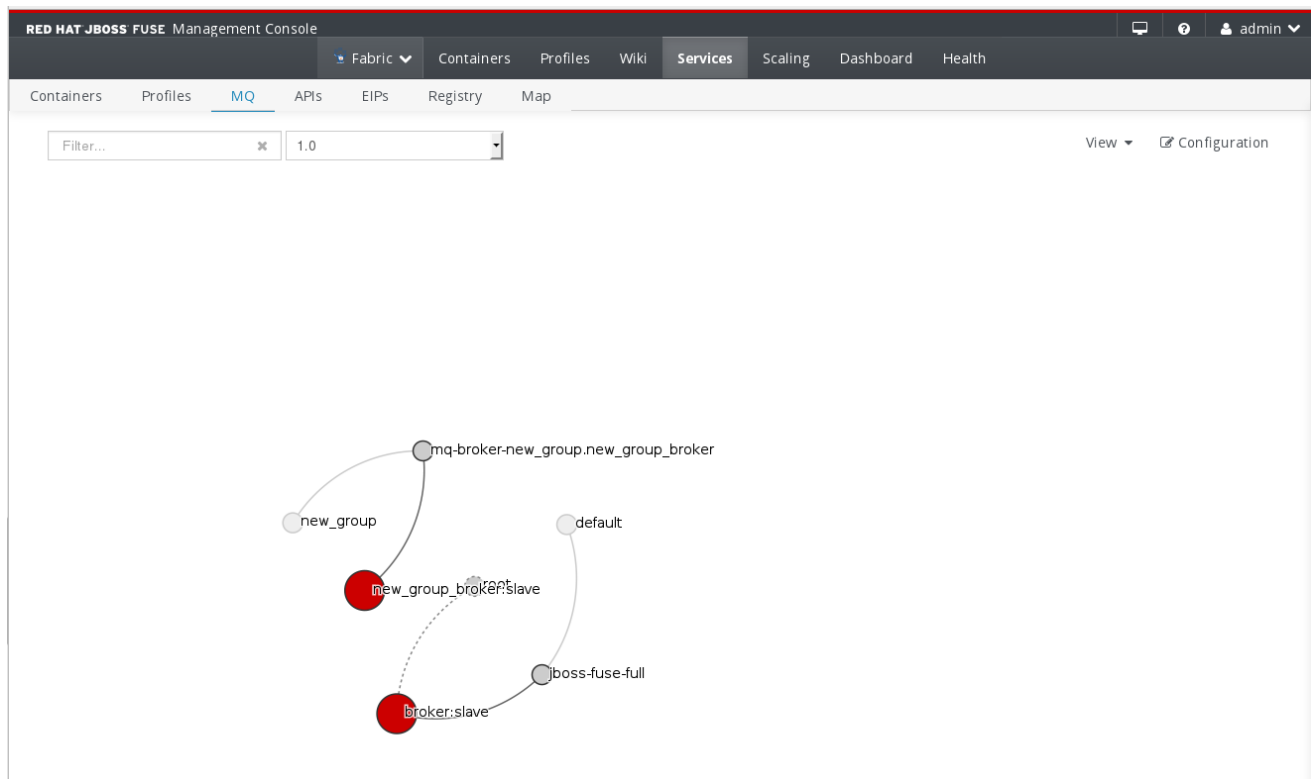 RED HAT JBOSS FUSE Management Console
admin
Fabric Containers Profiles Wiki Services Scaling Dashboard Health
Containers Profiles MQ APIs EIPs Registry Map
Filter... 1.0 View Configuration
mq-broker-new_group.new_group_broker
new_group
default
root
new_group_broker:slave
jboss-fuse-full
broker:slave